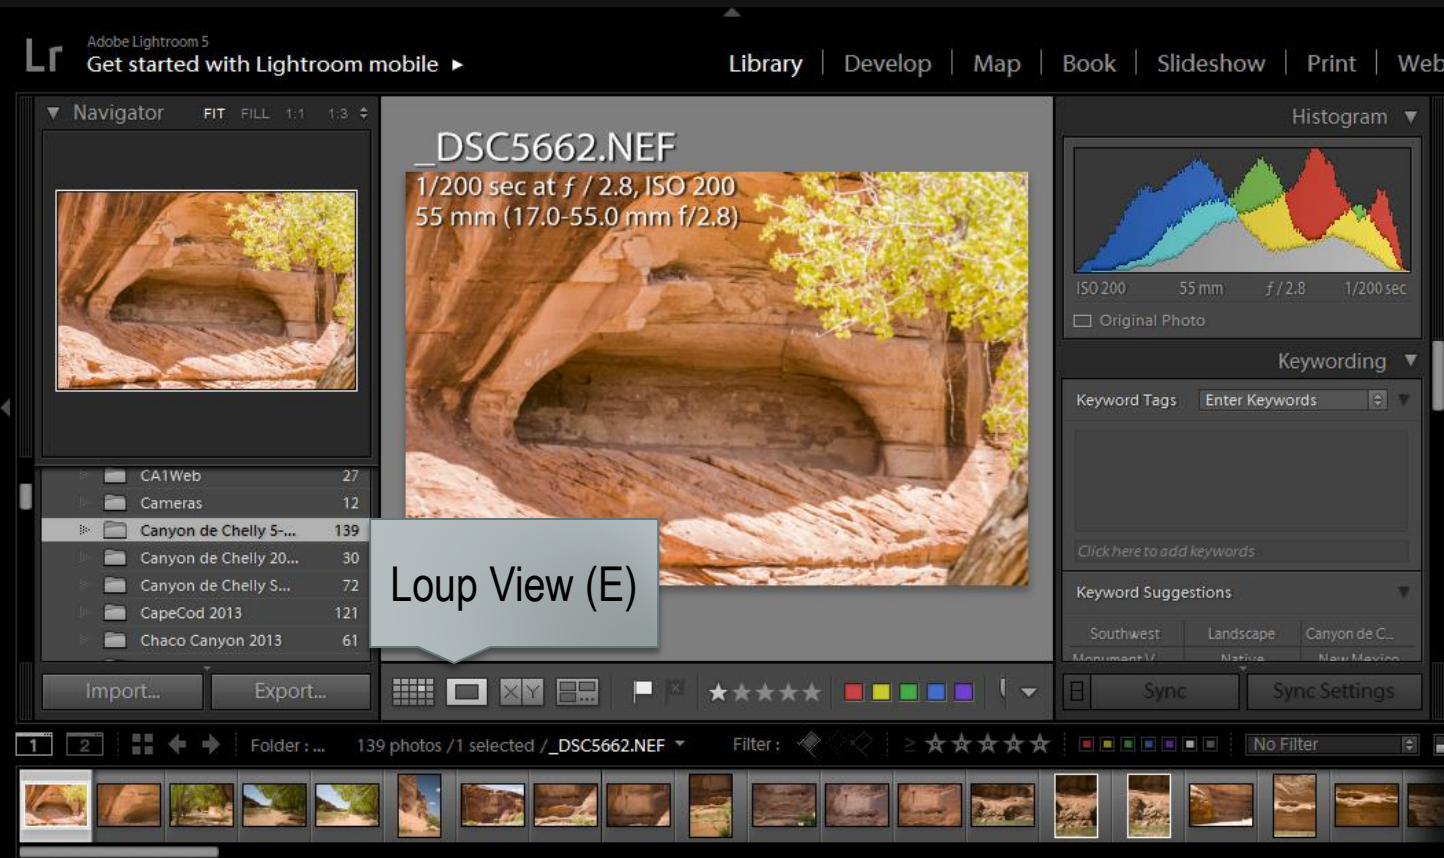 Lr
Adobe Lightroom 5
Get started with Lightroom mobile ▸
Library | Develop | Map | Book | Slideshow | Print | Web
Navigator FIT FILL 1:1 1:3
_DSC5662.NEF
1/200 sec at ƒ / 2.8, ISO 200
55 mm (17.0-55.0 mm f/2.8)
Histogram
ISO 200 55 mm ƒ / 2.8 1/200 sec
Original Photo
Keywording
Keyword Tags Enter Keywords
Click here to add keywords
Keyword Suggestions
Southwest Landscape Canyon de C...
Monument V... Native New Mexico
CA1Web 27
Cameras 12
Canyon de Chelly 5-... 139
Canyon de Chelly 20... 30
Canyon de Chelly S... 72
CapeCod 2013 121
Chaco Canyon 2013 61
Loup View (E)
Import... Export...
X Y
Sync Sync Settings
1 2 Folder : ... 139 photos /1 selected /_DSC5662.NEF Filter : ≥ No Filter